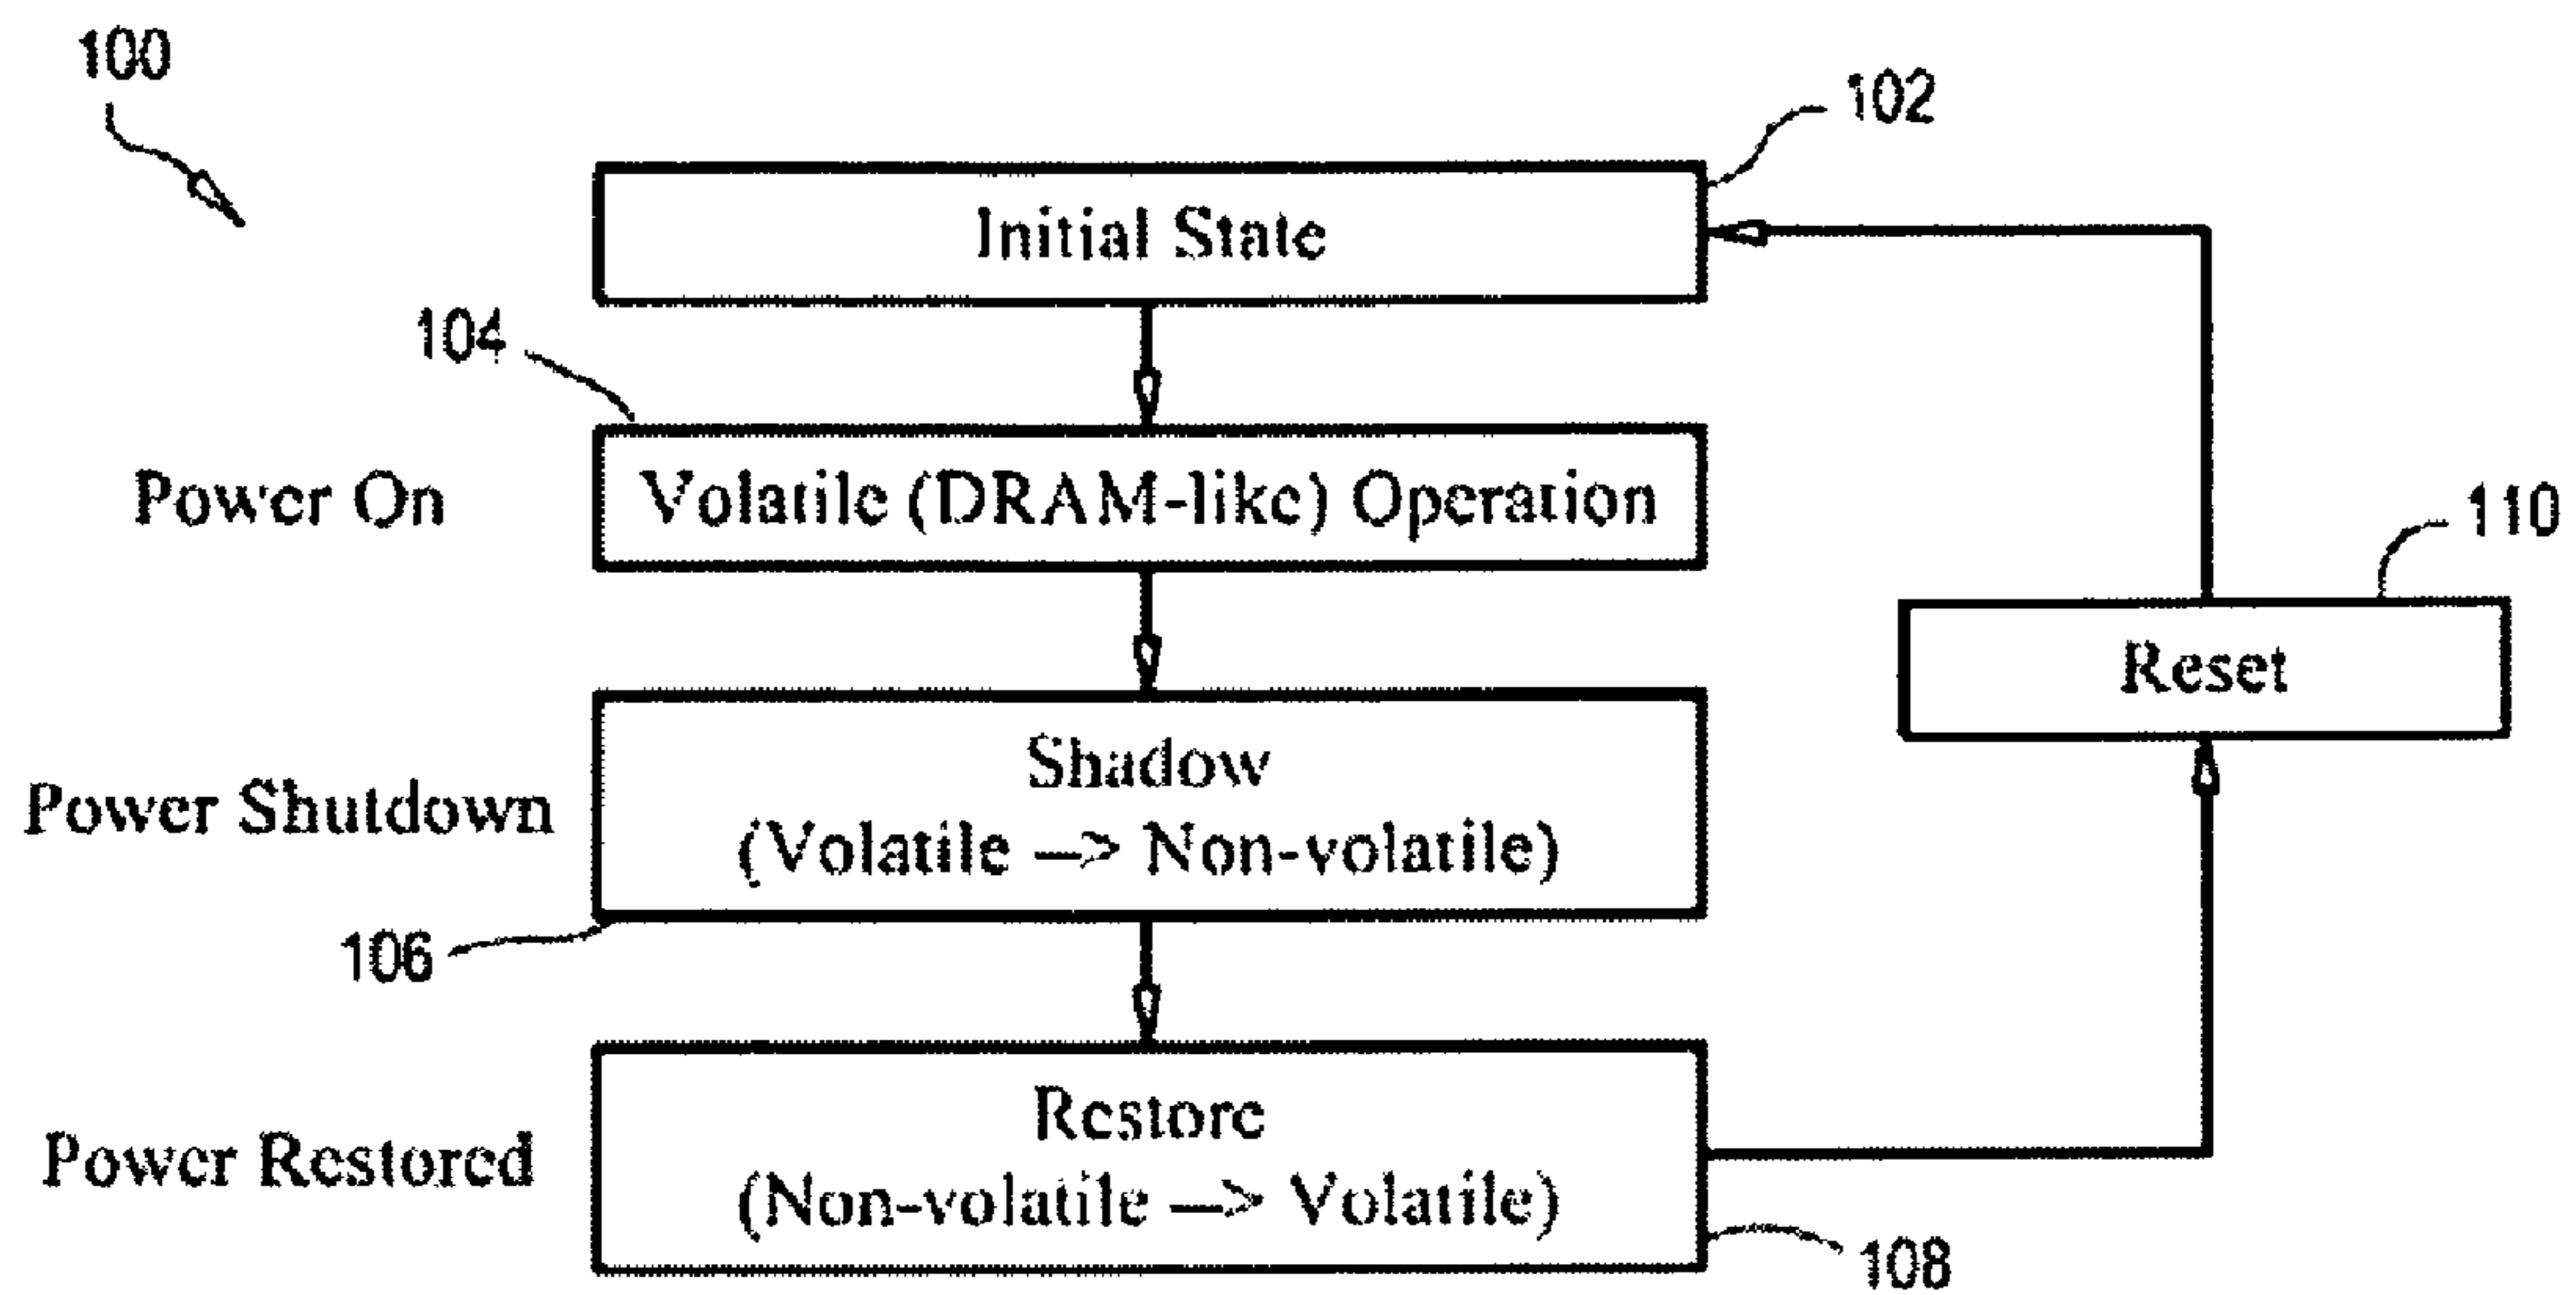 100
102
Initial State
104
Power On
Volatile (DRAM-like) Operation
110
Reset
Shadow
Power Shutdown
(Volatile —> Non-volatile)
106
Restore
Power Restored
(Non-volatile —> Volatile)
108